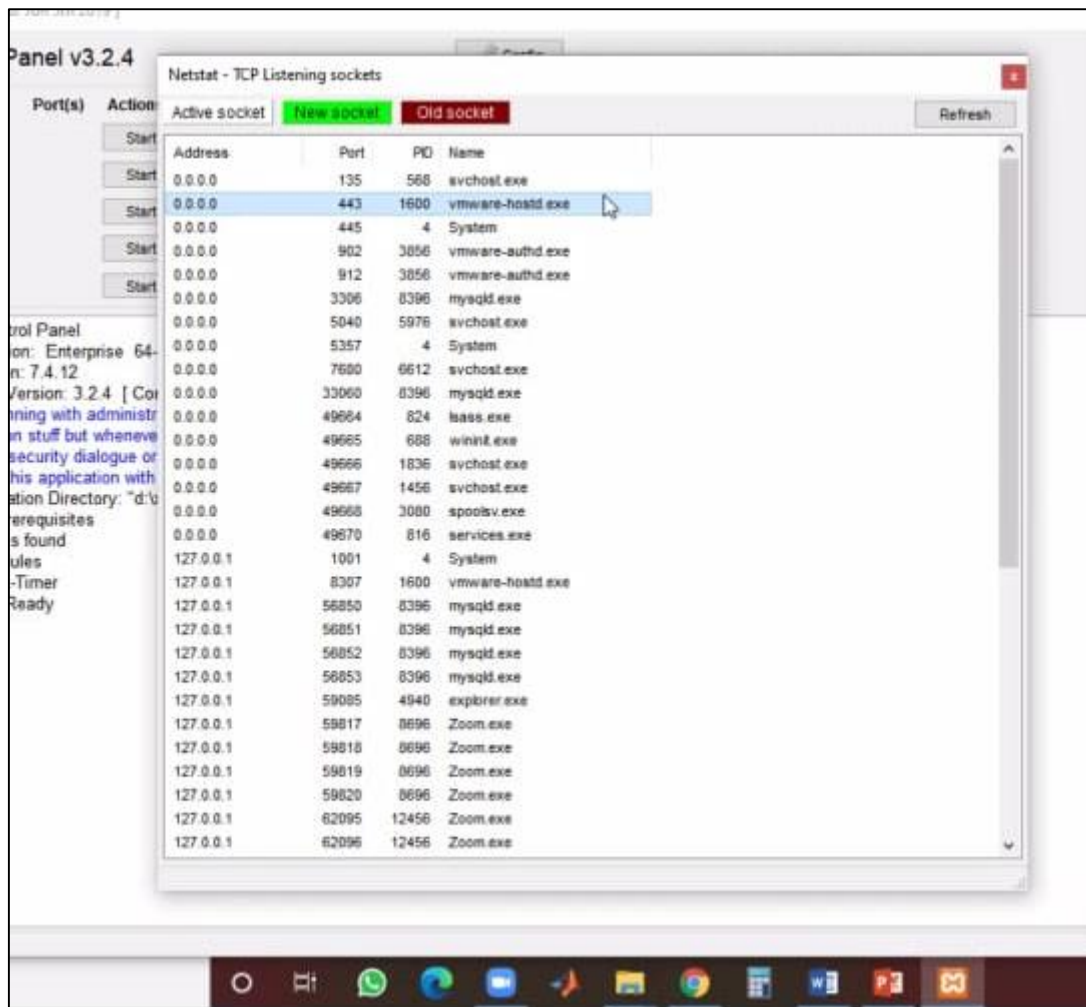 Panel v3.2.4
Config
Port(s) Action
Start
Start
Start
Start
Start
Netstat - TCP Listening sockets
x
Active socket New socket Old socket Refresh
Address Port PID Name
0.0.0.0 135 568 svchost.exe
0.0.0.0 443 1600 vmware-hostd.exe
0.0.0.0 445 4 System
0.0.0.0 902 3856 vmware-authd.exe
0.0.0.0 912 3856 vmware-authd.exe
0.0.0.0 3306 8396 mysqld.exe
0.0.0.0 5040 5976 svchost.exe
0.0.0.0 5357 4 System
0.0.0.0 7680 6612 svchost.exe
0.0.0.0 33060 8396 mysqld.exe
0.0.0.0 49664 824 lsass.exe
0.0.0.0 49665 688 wininit.exe
0.0.0.0 49666 1836 svchost.exe
0.0.0.0 49667 1456 svchost.exe
0.0.0.0 49668 3080 spoolsv.exe
0.0.0.0 49670 816 services.exe
127.0.0.1 1001 4 System
127.0.0.1 8307 1600 vmware-hostd.exe
127.0.0.1 56850 8396 mysqld.exe
127.0.0.1 56851 8396 mysqld.exe
127.0.0.1 56852 8396 mysqld.exe
127.0.0.1 56853 8396 mysqld.exe
127.0.0.1 59085 4940 explorer.exe
127.0.0.1 59817 8696 Zoom.exe
127.0.0.1 59818 8696 Zoom.exe
127.0.0.1 59819 8696 Zoom.exe
127.0.0.1 59820 8696 Zoom.exe
127.0.0.1 62095 12456 Zoom.exe
127.0.0.1 62096 12456 Zoom.exe
trol Panel
on: Enterprise 64-
n: 7.4.12
Version: 3.2.4 [ Co
nning with administr
n stuff but wheneve
security dialogue or
his application with
ation Directory: "d:\
rerequisites
s found
ules
-Timer
Ready